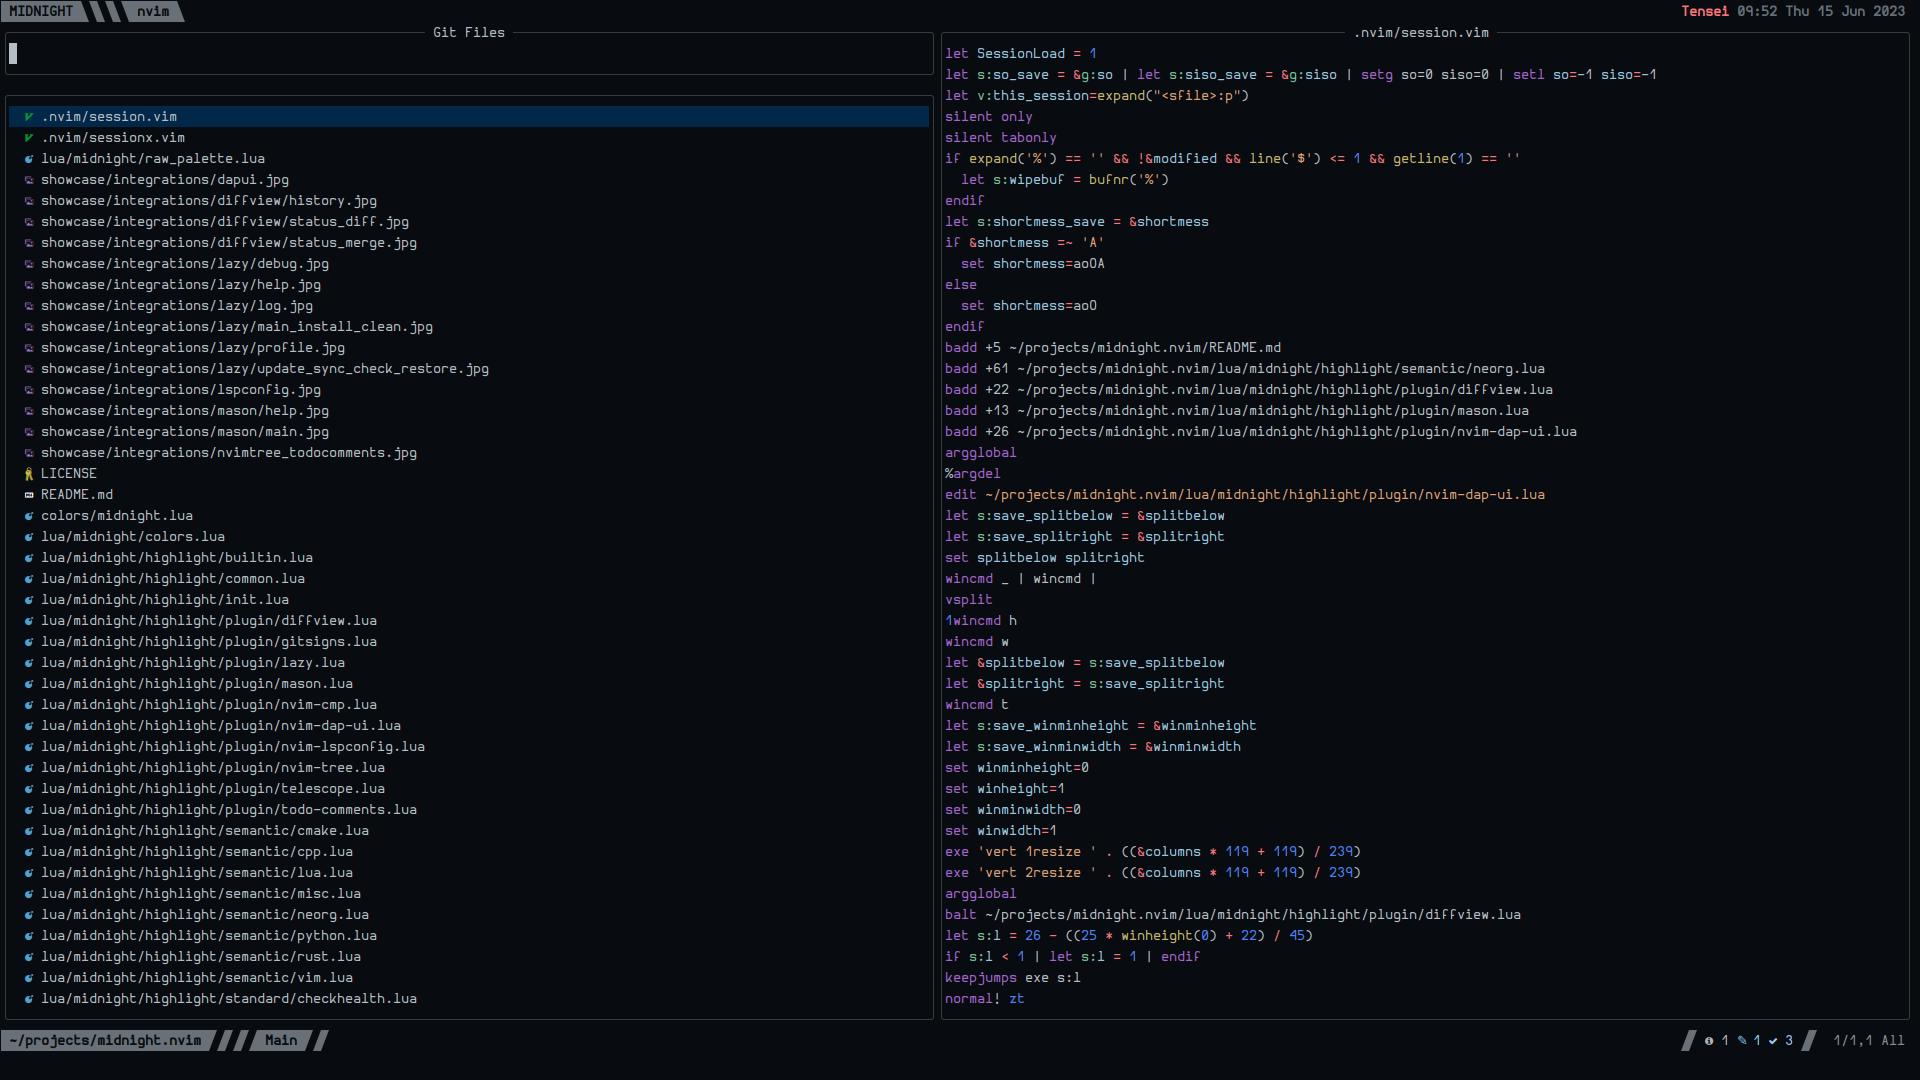 MIDNIGHT nvim
Tensei 09:52 Thu 15 Jun 2023
Git Files
.nvim/session.vim
.nvim/sessionx.vim
lua/midnight/raw_palette.lua
showcase/integrations/dapui.jpg
showcase/integrations/diffview/history.jpg
showcase/integrations/diffview/status_diff.jpg
showcase/integrations/diffview/status_merge.jpg
showcase/integrations/lazy/debug.jpg
showcase/integrations/lazy/help.jpg
showcase/integrations/lazy/log.jpg
showcase/integrations/lazy/main_install_clean.jpg
showcase/integrations/lazy/profile.jpg
showcase/integrations/lazy/update_sync_check_restore.jpg
showcase/integrations/lspconfig.jpg
showcase/integrations/mason/help.jpg
showcase/integrations/mason/main.jpg
showcase/integrations/nvimtree_todocomments.jpg
LICENSE
README.md
colors/midnight.lua
lua/midnight/colors.lua
lua/midnight/highlight/builtin.lua
lua/midnight/highlight/common.lua
lua/midnight/highlight/init.lua
lua/midnight/highlight/plugin/diffview.lua
lua/midnight/highlight/plugin/gitsigns.lua
lua/midnight/highlight/plugin/lazy.lua
lua/midnight/highlight/plugin/mason.lua
lua/midnight/highlight/plugin/nvim-cmp.lua
lua/midnight/highlight/plugin/nvim-dap-ui.lua
lua/midnight/highlight/plugin/nvim-lspconfig.lua
lua/midnight/highlight/plugin/nvim-tree.lua
lua/midnight/highlight/plugin/telescope.lua
lua/midnight/highlight/plugin/todo-comments.lua
lua/midnight/highlight/semantic/cmake.lua
lua/midnight/highlight/semantic/cpp.lua
lua/midnight/highlight/semantic/lua.lua
lua/midnight/highlight/semantic/misc.lua
lua/midnight/highlight/semantic/neorg.lua
lua/midnight/highlight/semantic/python.lua
lua/midnight/highlight/semantic/rust.lua
lua/midnight/highlight/semantic/vim.lua
lua/midnight/highlight/standard/checkhealth.lua
.nvim/session.vim
let SessionLoad = 1
let s:so_save = &g:so | let s:siso_save = &g:siso | setg so=0 siso=0 | setl so=-1 siso=-1
let v:this_session=expand("<sfile>:p")
silent only
silent tabonly
if expand('%') == '' && !&modified && line('$') <= 1 && getline(1) == ''
  let s:wipebuf = bufnr('%')
endif
let s:shortmess_save = &shortmess
if &shortmess =~ 'A'
  set shortmess=aoOA
else
  set shortmess=aoO
endif
badd +5 ~/projects/midnight.nvim/README.md
badd +61 ~/projects/midnight.nvim/lua/midnight/highlight/semantic/neorg.lua
badd +22 ~/projects/midnight.nvim/lua/midnight/highlight/plugin/diffview.lua
badd +13 ~/projects/midnight.nvim/lua/midnight/highlight/plugin/mason.lua
badd +26 ~/projects/midnight.nvim/lua/midnight/highlight/plugin/nvim-dap-ui.lua
argglobal
%argdel
edit ~/projects/midnight.nvim/lua/midnight/highlight/plugin/nvim-dap-ui.lua
let s:save_splitbelow = &splitbelow
let s:save_splitright = &splitright
set splitbelow splitright
wincmd _ | wincmd |
vsplit
1wincmd h
wincmd w
let &splitbelow = s:save_splitbelow
let &splitright = s:save_splitright
wincmd t
let s:save_winminheight = &winminheight
let s:save_winminwidth = &winminwidth
set winminheight=0
set winheight=1
set winminwidth=0
set winwidth=1
exe 'vert 1resize ' . ((&columns * 119 + 119) / 239)
exe 'vert 2resize ' . ((&columns * 119 + 119) / 239)
argglobal
balt ~/projects/midnight.nvim/lua/midnight/highlight/plugin/diffview.lua
let s:l = 26 - ((25 * winheight(0) + 22) / 45)
if s:l < 1 | let s:l = 1 | endif
keepjumps exe s:l
normal! zt
~/projects/midnight.nvim Main
1 1 3 1/1,1 All